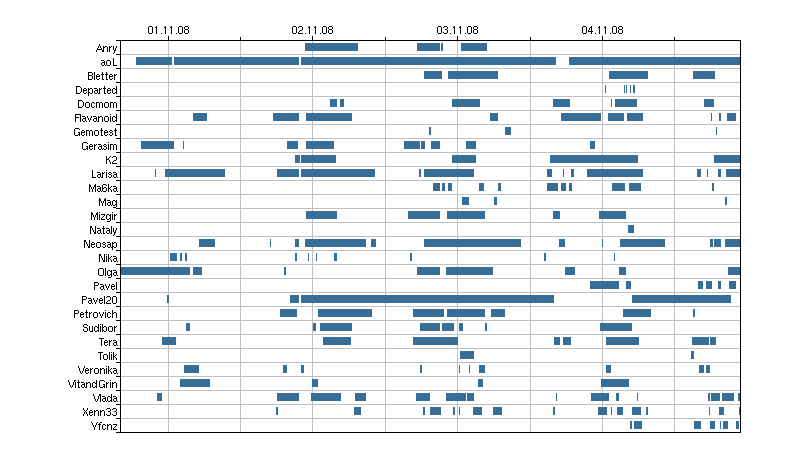 01.11.08 02.11.08 03.11.08 04.11.08
Anry
aoL
Bletter
Departed
Docmom
Flavanoid
Gemotest
Gerasim
K2
Larisa
Ma6ka
Mag
Mizgir
Nataly
Neosap
Nika
Olga
Pavel
Pavel20
Petrovich
Sudibor
Tera
Tolik
Veronika
VitandGrin
Vlada
Xenn33
Yfcnz